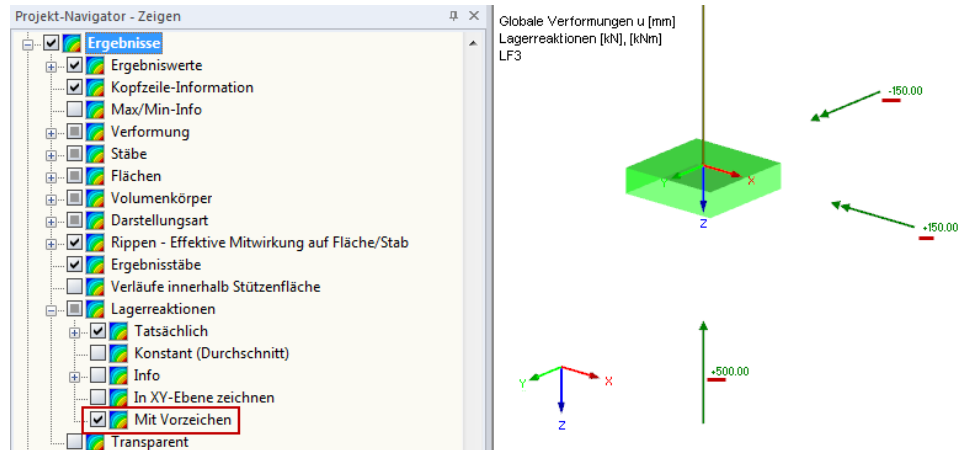 Projekt-Navigator - Zeigen
Ergebnisse
Ergebniswerte
Kopfzeile-Information
Max/Min-Info
Verformung
Stäbe
Flächen
Volumenkörper
Darstellungsart
Rippen - Effektive Mitwirkung auf Fläche/Stab
Ergebnisstäbe
Verläufe innerhalb Stützenfläche
Lagerreaktionen
Tatsächlich
Konstant (Durchschnitt)
Info
In XY-Ebene zeichnen
Mit Vorzeichen
Transparent
Globale Verformungen u [mm]
Lagerreaktionen [kN], [kNm]
LF3
-150.00
Y
X
Z
+150.00
+500.00
Y
X
Z